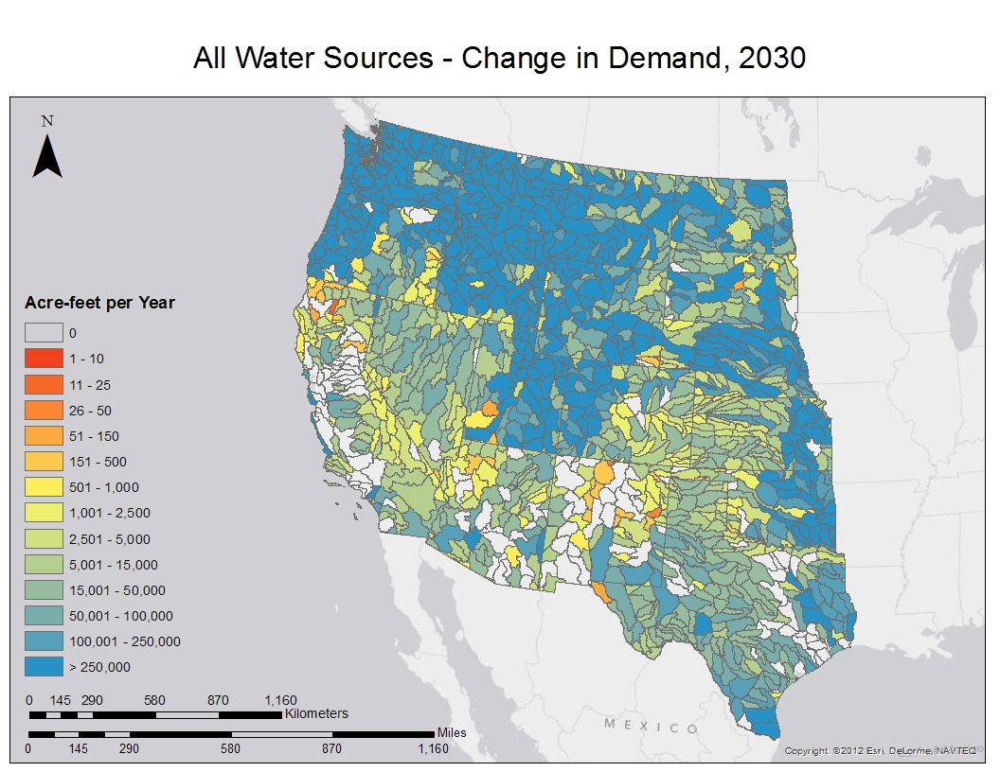 All Water Sources - Change in Demand, 2030
N
Acre-feet per Year
0
1 - 10
11 - 25
26 - 50
51 - 150
151 - 500
501 - 1,000
1,001 - 2,500
2,501 - 5,000
5,001 - 15,000
15,001 - 50,000
50,001 - 100,000
100,001 - 250,000
> 250,000
0 145 290 580 870 1,160
Kilometers
Miles
0 145 290 580 870 1,160
MEXICO
Copyright: ©2012 Esri, DeLorme, NAVTEQ